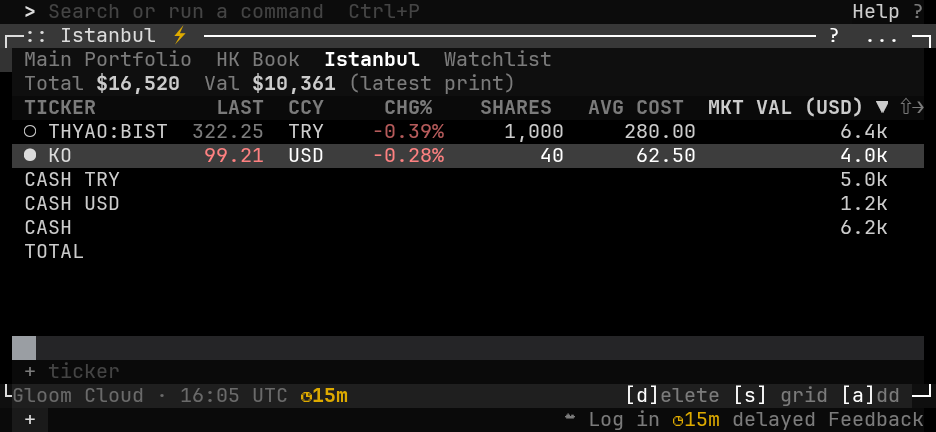 > Search or run a command Ctrl+P Help ?
:: Istanbul ⚡ ? ...
Main Portfolio HK Book Istanbul Watchlist
Total $16,520 Val $10,361 (latest print)
TICKER LAST CCY CHG% SHARES AVG COST MKT VAL (USD) ▼ ⇧→
○ THYAO:BIST 322.25 TRY -0.39% 1,000 280.00 6.4k
● KO 99.21 USD -0.28% 40 62.50 4.0k
CASH TRY 5.0k
CASH USD 1.2k
CASH 6.2k
TOTAL
+ ticker
Gloom Cloud · 16:05 UTC ◔15m [d]elete [s] grid [a]dd
+ Log in ◔15m delayed Feedback